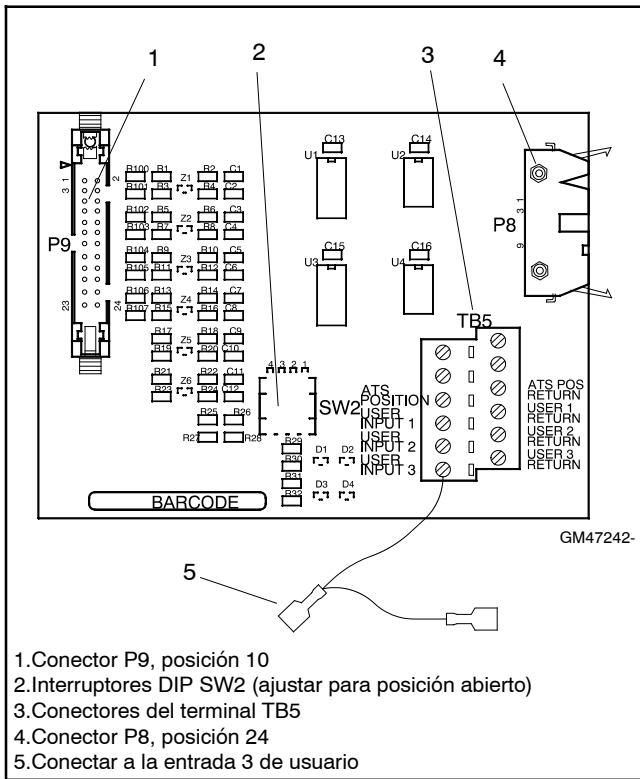 1 2 3 4
C13 C14
U1 U2
P9
3 1 2
23 24
R100 R1 Z1 R2 C1
R101 R3 R4 C2
R102 R5 Z2 R6 C3
R103 R7 R8 C4
R104 R9 Z3 R10 C5
R105 R11 R12 C6
R106 R13 Z4 R14 C7
R107 R15 R16 C8
R17 Z5 R18 C9
R19 R20 C10
R21 Z6 R22 C11
R23 R24 C12
R25 R26
R27 R28
C15 C16
U3 U4
P8
1
3
9
4 3 2 1
SW2
R29
R30
R31
R32
D1 D2
D3 D4
TB5
ATS
POSITION
USER
INPUT 1
USER
INPUT 2
USER
INPUT 3
ATS POS
RETURN
USER 1
RETURN
USER 2
RETURN
USER 3
RETURN
BARCODE
GM47242-
5
1.Conector P9, posición 10
2.Interruptores DIP SW2 (ajustar para posición abierto)
3.Conectores del terminal TB5
4.Conector P8, posición 24
5.Conectar a la entrada 3 de usuario